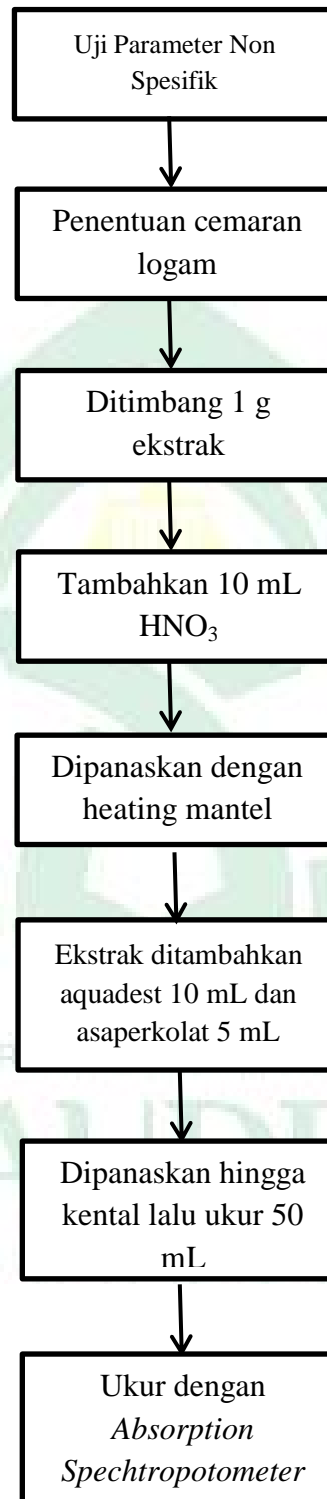 Uji Parameter Non
Spesifik
Penentuan cemaran
logam
Ditimbang 1 g
ekstrak
Tambahkan 10 mL
HNO₃
Dipanaskan dengan
heating mantel
Ekstrak ditambahkan
aquadest 10 mL dan
asaperkolat 5 mL
Dipanaskan hingga
kental lalu ukur 50
mL
Ukur dengan
Absorption
Spechtropotometer